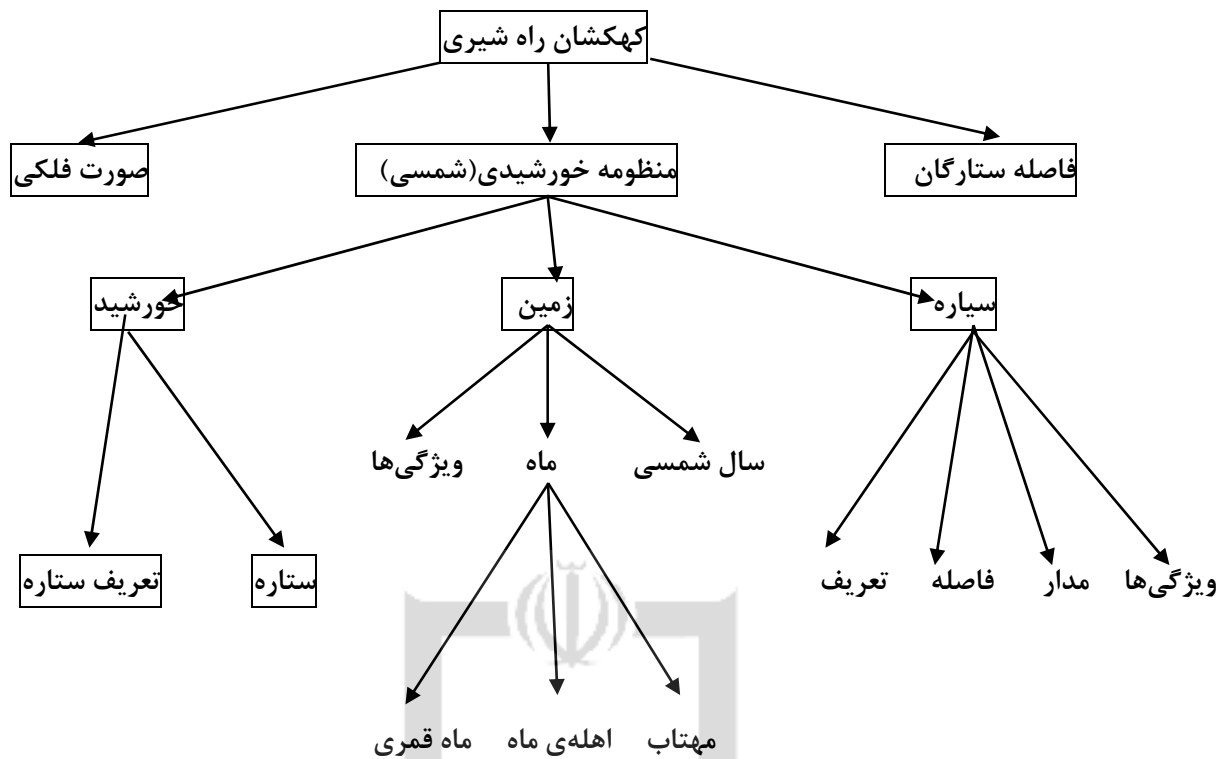 کهکشان راه شیری
فاصله ستارگان
منظومه خورشیدی(شمسی)
صورت فلکی
سیاره
زمین
خورشید
سال شمسی
ماه
ویژگی‌ها
ویژگی‌ها
مدار
فاصله
تعریف
ستاره
تعریف ستاره
مهتاب
اهله‌ی ماه
ماه قمری